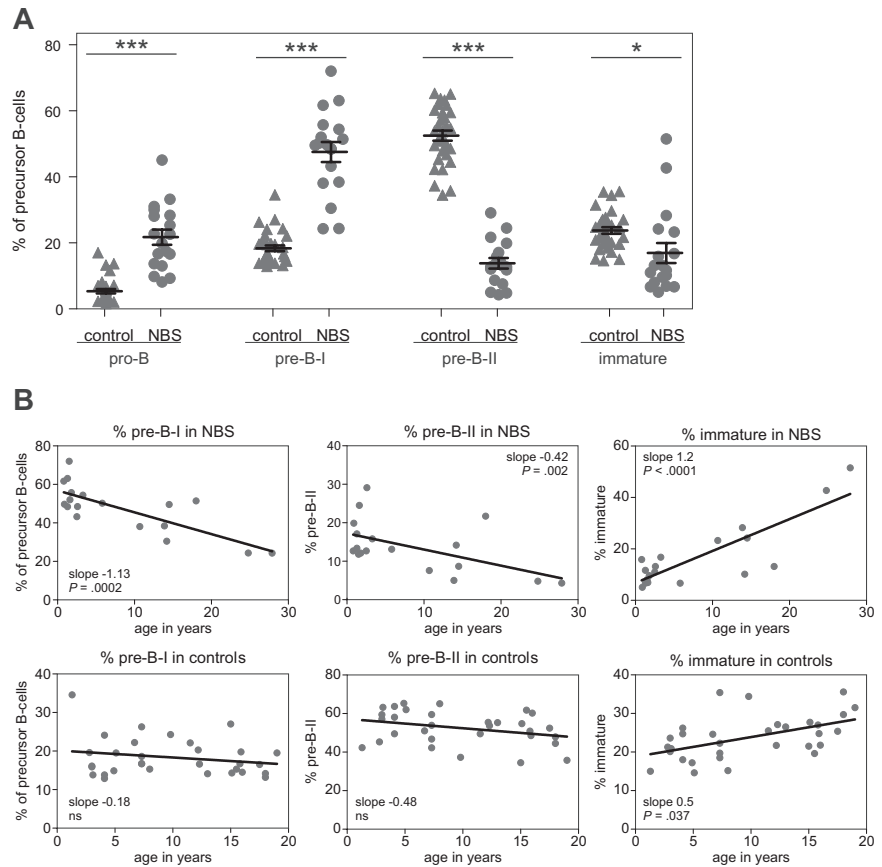 A
***
***
***
*
% of precursor B-cells
80
60
40
20
0
control NBS control NBS control NBS control NBS
pro-B pre-B-I pre-B-II immature
B
% pre-B-I in NBS
% of precursor B-cells
80
60
40
20
0
slope -1.13
P = .0002
0 10 20 30
age in years
% pre-B-II in NBS
% pre-B-II
40
30
20
10
0
slope -0.42
P = .002
0 10 20 30
age in years
% immature in NBS
% immature
60
40
20
0
slope 1.2
P < .0001
0 10 20 30
age in years
% pre-B-I in controls
% of precursor B-cells
40
30
20
10
0
slope -0.18
ns
0 5 10 15 20
age in years
% pre-B-II in controls
% pre-B-II
80
60
40
20
0
slope -0.48
ns
0 5 10 15 20
age in years
% immature in controls
% immature
40
30
20
10
0
slope 0.5
P = .037
0 5 10 15 20
age in years